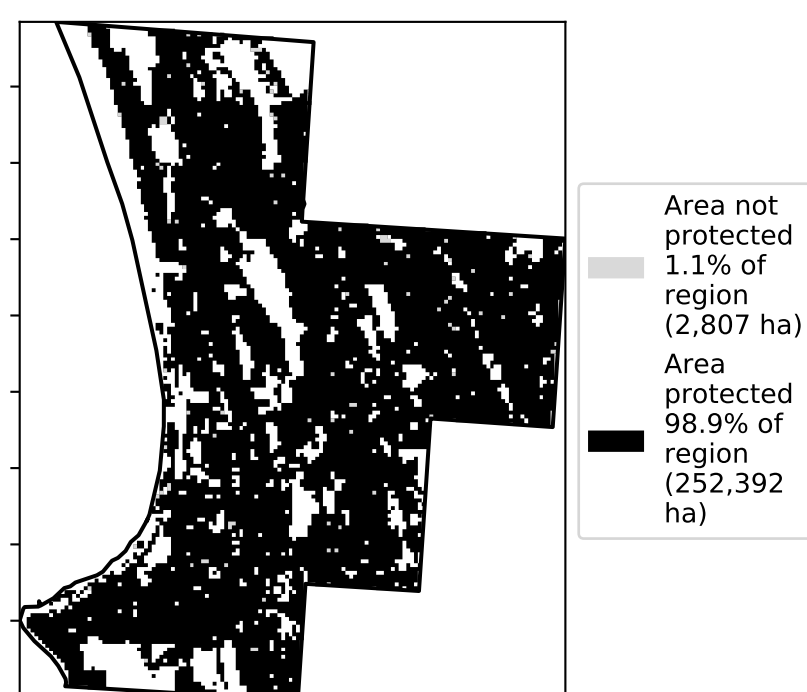 Area not
protected
1.1% of
region
(2,807 ha)
Area
protected
98.9% of
region
(252,392
ha)